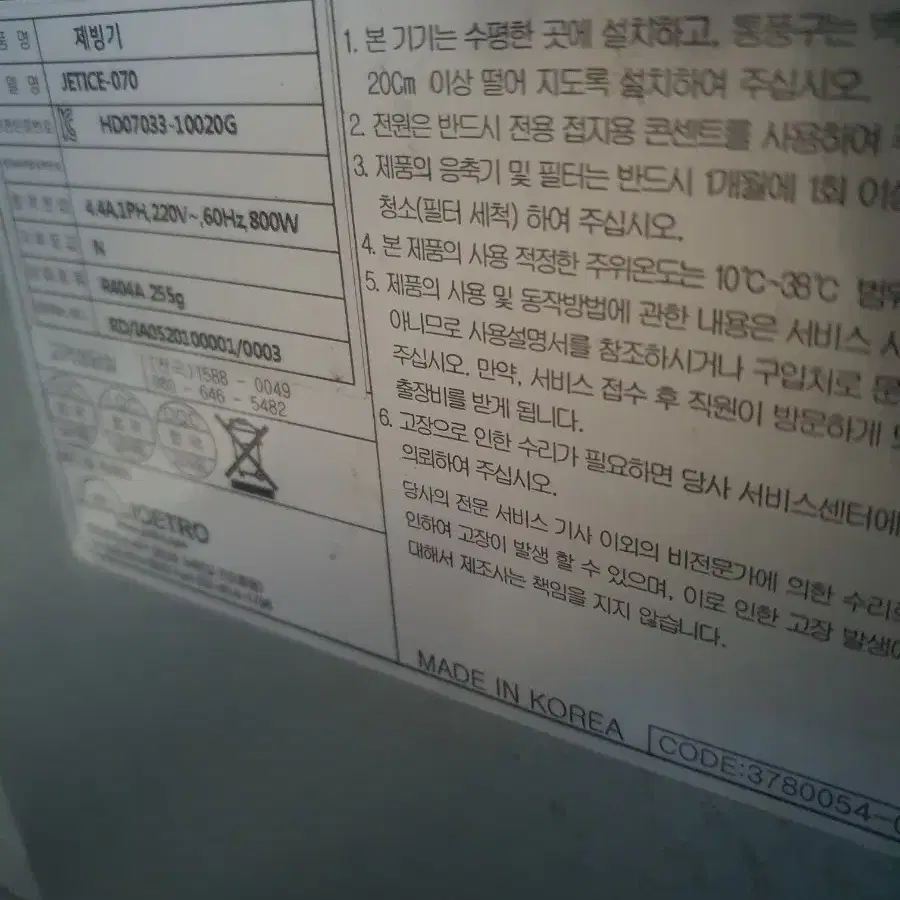 품 명 제빙기
델 명 JETICE-070
HD07033-10020G
4.4A,1PH,220V~,60Hz,800W
N
R404A 255g
RD/IA0520100001/0003
(전국)1588 - 0049
080 - 646 - 5482
JOETRO
1. 본 기기는 수평한 곳에 설치하고, 통풍구는
20Cm 이상 떨어 지도록 설치하여 주십시오
2. 전원은 반드시 전용 접지용 콘센트를 사용하여
3. 제품의 응축기 및 필터는 반드시 1개월에 1회 이상
청소(필터 세척) 하여 주십시오.
4. 본 제품의 사용 적정한 주위온도는 10℃~38℃ 범위
5. 제품의 사용 및 동작방법에 관한 내용은 서비스
아니므로 사용설명서를 참조하시거나 구입처로
주십시오. 만약, 서비스 접수 후 직원이 방문하게
출장비를 받게 됩니다.
6. 고장으로 인한 수리가 필요하면 당사 서비스센터에
의뢰하여 주십시오.
당사의 전문 서비스 기사 이외의 비전문가에 의한 수리로
인하여 고장이 발생 할 수 있으며, 이로 인한 고장 발생에
대해서 제조사는 책임을 지지 않습니다.
MADE IN KOREA
CODE:3780054-